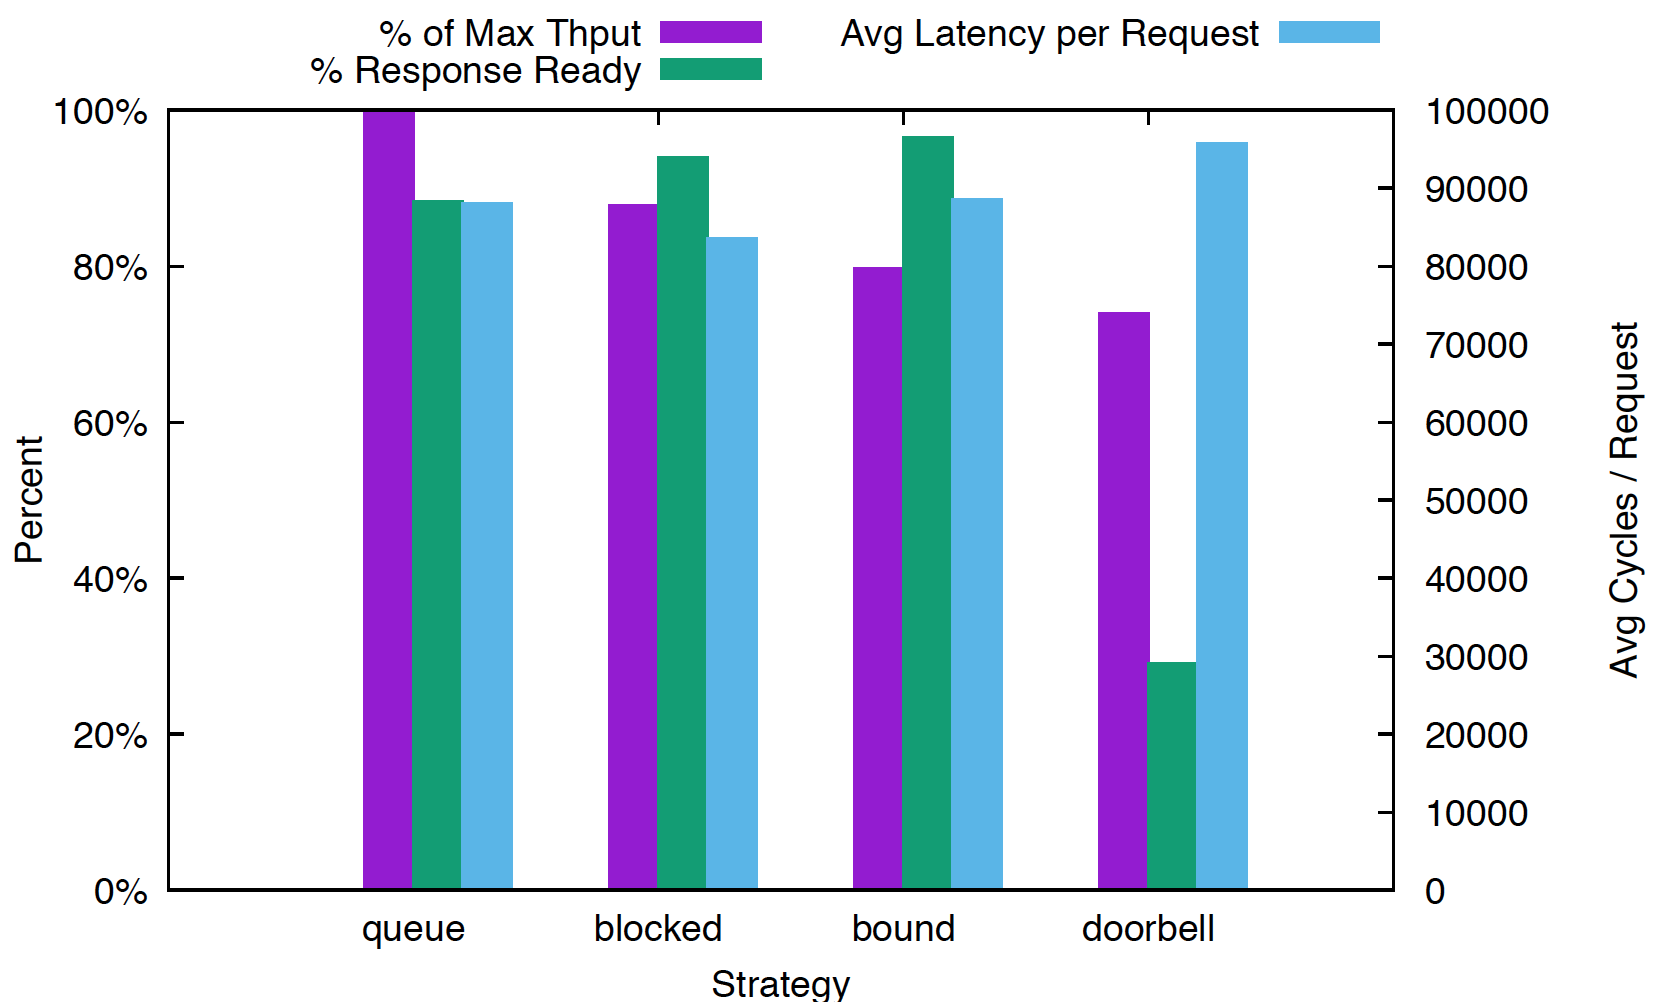 % of Max Thput
% Response Ready
Avg Latency per Request
100%
80%
60%
40%
20%
0%
Percent
100000
90000
80000
70000
60000
50000
40000
30000
20000
10000
0
Avg Cycles / Request
queue blocked bound doorbell
Strategy